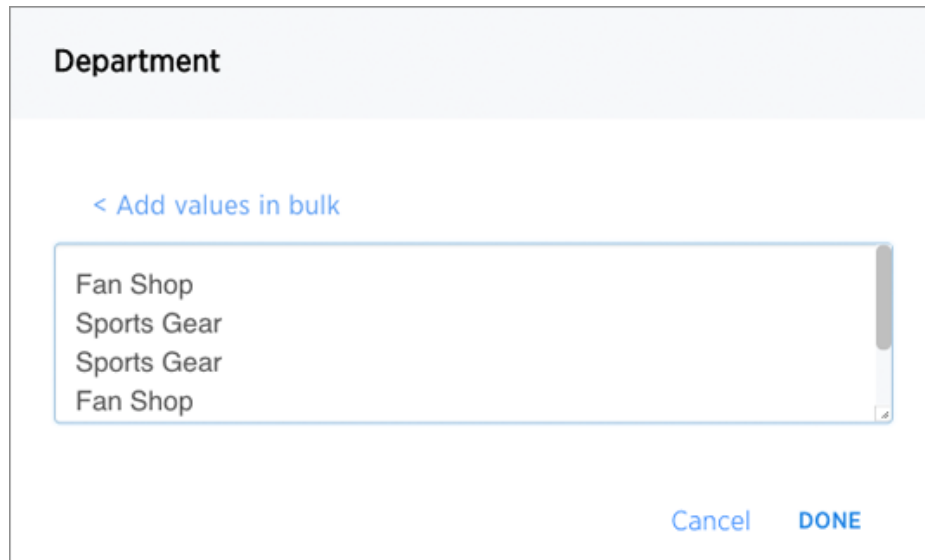 Department
< Add values in bulk
Fan Shop
Sports Gear
Sports Gear
Fan Shop
Cancel DONE